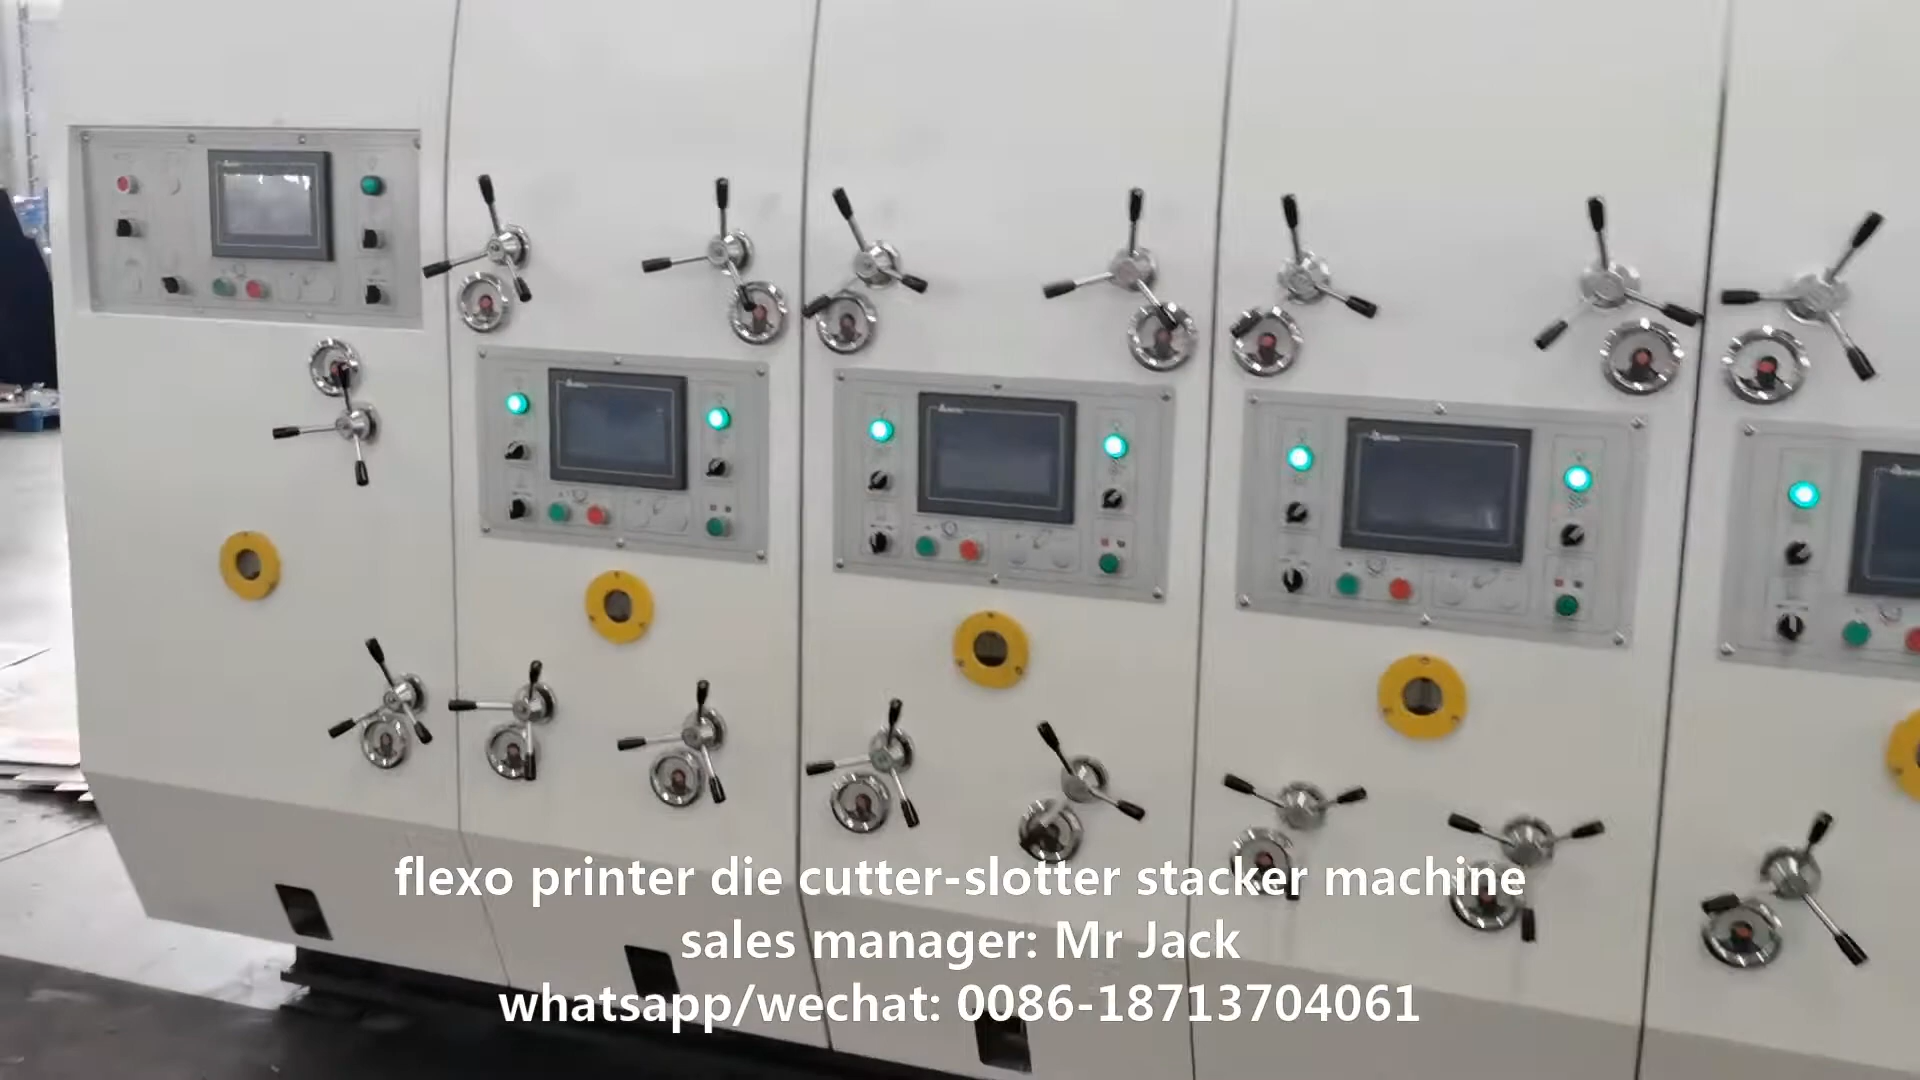 flexo printer die cutter-slotter stacker machine
sales manager: Mr Jack
whatsapp/wechat: 0086-18713704061